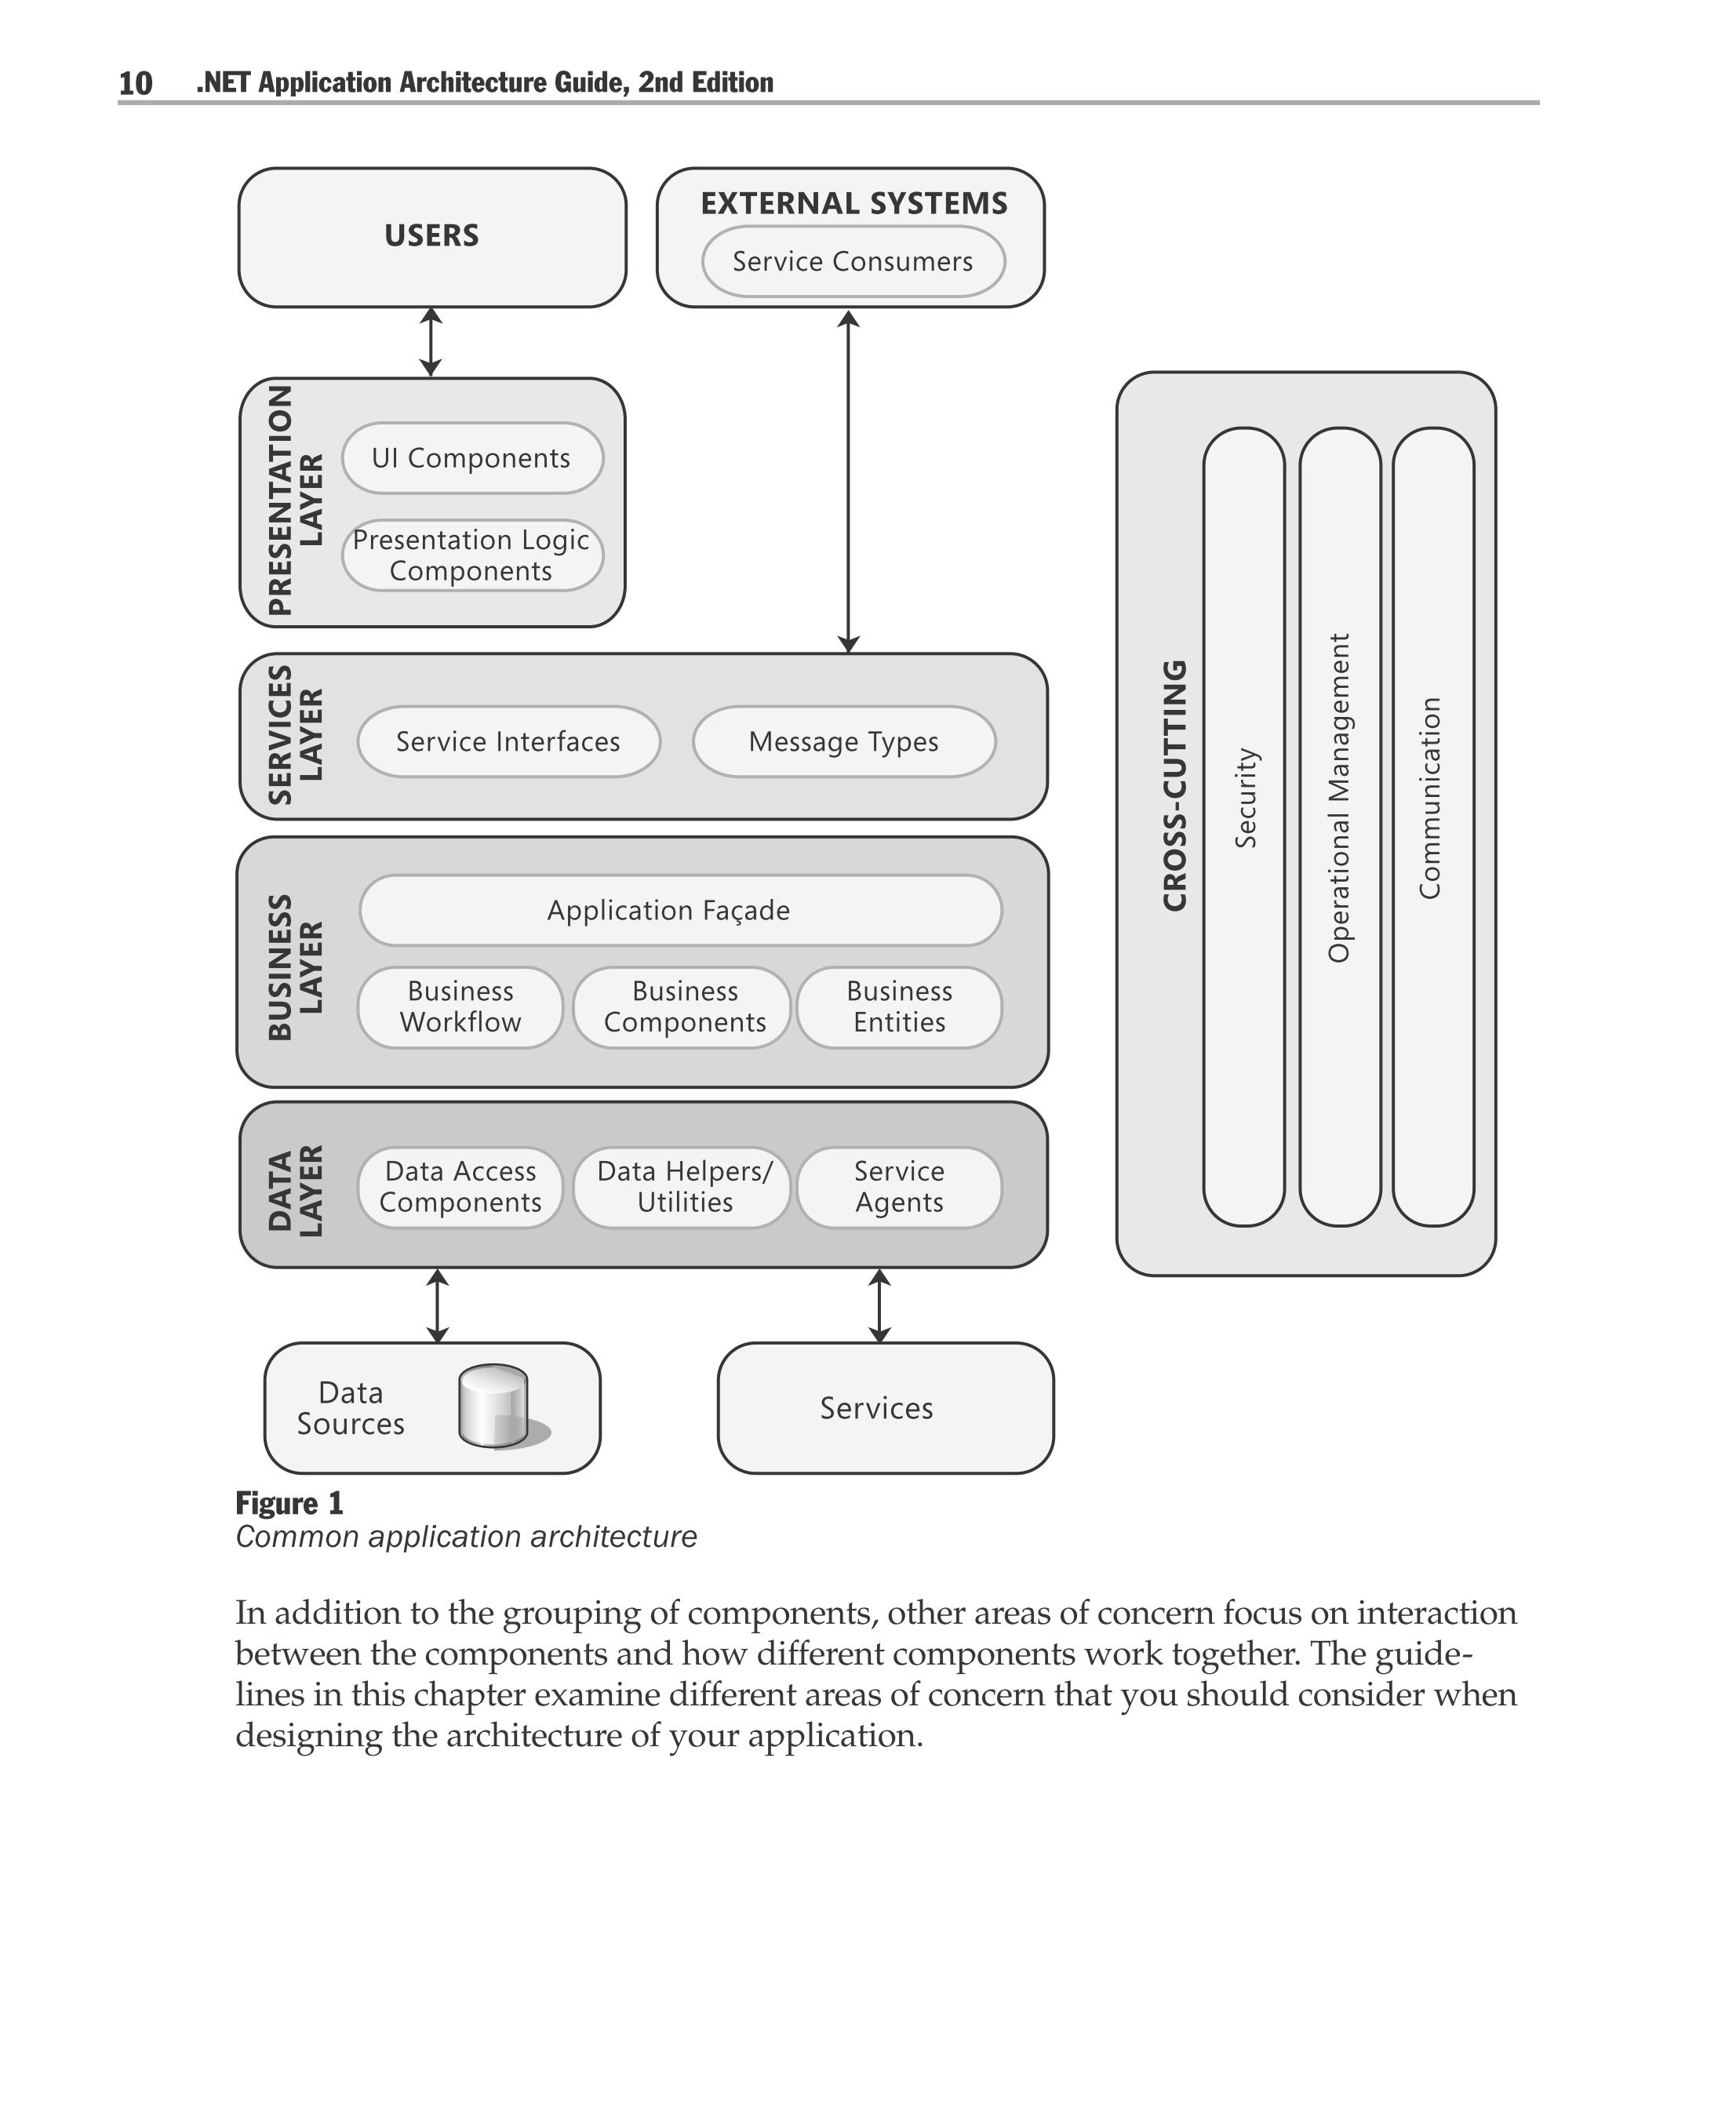 10 .NET Application Architecture Guide, 2nd Edition
USERS
EXTERNAL SYSTEMS
Service Consumers
PRESENTATION
LAYER
UI Components
Presentation Logic
Components
SERVICES
LAYER
Service Interfaces
Message Types
BUSINESS
LAYER
Application Façade
Business
Workflow
Business
Components
Business
Entities
DATA
LAYER
Data Access
Components
Data Helpers/
Utilities
Service
Agents
Data
Sources
Services
CROSS-CUTTING
Security
Operational Management
Communication
Figure 1
Common application architecture
In addition to the grouping of components, other areas of concern focus on interaction
between the components and how different components work together. The guide-
lines in this chapter examine different areas of concern that you should consider when
designing the architecture of your application.